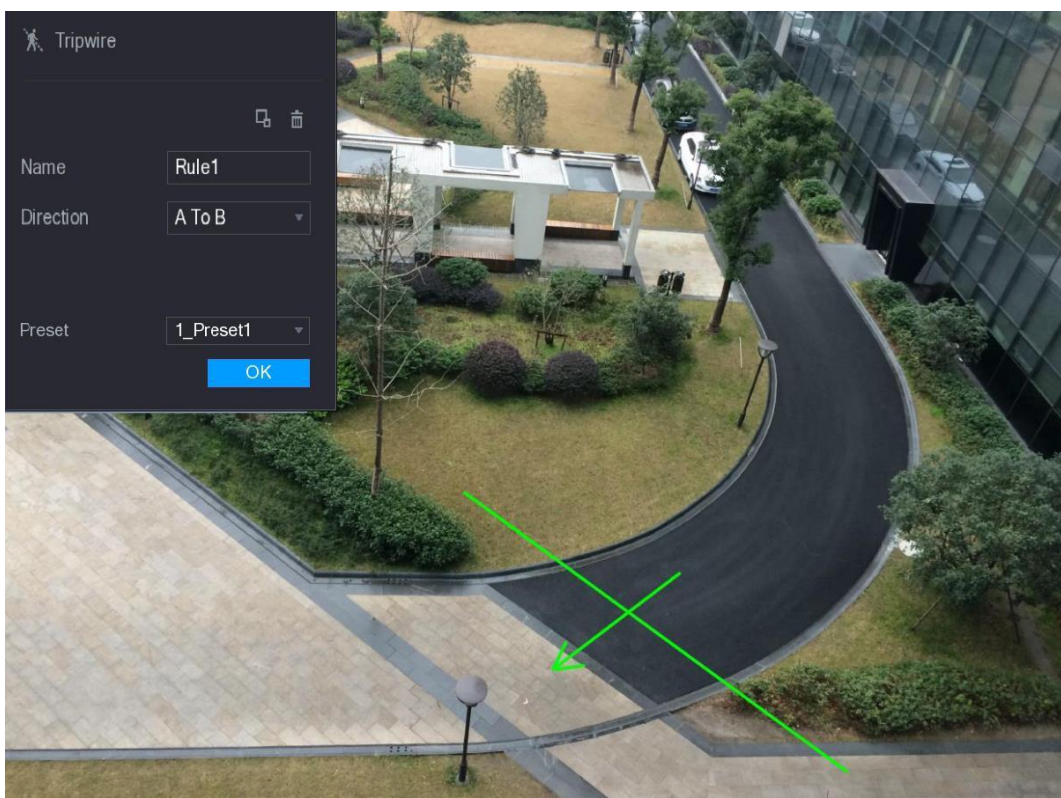 Tripwire
Name Rule1
Direction A To B
Preset 1_Preset1
OK